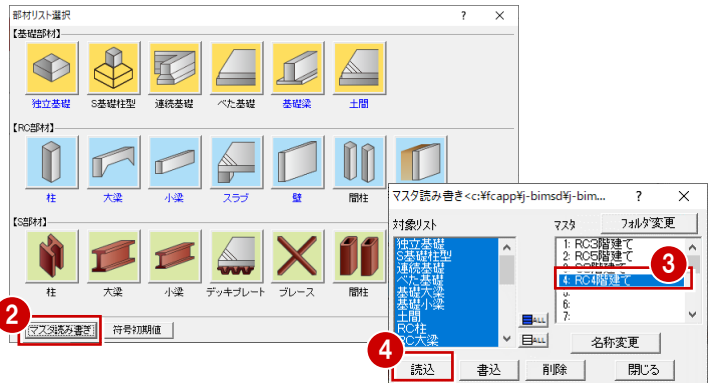 部材リスト選択 ? ×
【基礎部材】
独立基礎 S基礎柱型 連続基礎 べた基礎 基礎梁 土間
【RC部材】
柱 大梁 小梁 スラブ 壁 間柱
【S部材】
柱 大梁 小梁 デッキプレート ブレース 間柱
2
マスタ読み書き 符号初期値
マスタ読み書き<c:¥fcapp¥j-bimsd¥j-bim... ? ×
対象リスト
独立基礎
S基礎柱型
連続基礎
べた基礎
基礎大梁
基礎小梁
土間
RC柱
RC大梁
マスタ フォルダ変更
1: RC3階建て
2: RC5階建て
3
4: RC4階建て
6:
7:
ALL
ALL
名称変更
4
読込 書込 削除 閉じる